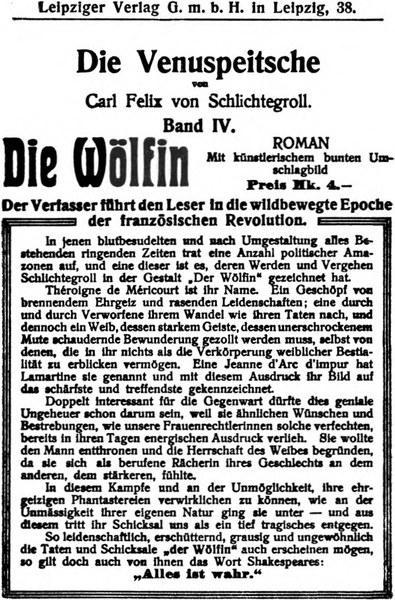 Leipziger Verlag G. m. b. H. in Leipzig, 38.
Die Venuspeitsche
von
Carl Felix von Schlichtegroll.
Band IV.
Die Wölfin
ROMAN
Mit künstlerischem bunten Um-
schlagbild
Preis Mk. 4.—
Der Verfasser führt den Leser in die wildbewegte Epoche
der französischen Revolution.
In jenen blutbesudelten und nach Umgestaltung alles Be-
stehenden ringenden Zeiten trat eine Anzahl politischer Ama-
zonen auf, und eine dieser ist es, deren Werden und Vergehen
Schlichtegroll in der Gestalt „Der Wölfin" gezeichnet hat.
Théroigne de Méricourt ist ihr Name. Ein Geschöpf von
brennendem Ehrgeiz und rasenden Leidenschaften; eine durch
und durch Verworfene ihrem Wandel wie ihren Taten nach, und
dennoch ein Weib, dessen starkem Geiste, dessen unerschrockenem
Mute schaudernde Bewunderung gezollt werden muss, selbst von
denen, die in ihr nichts als die Verkörperung weiblicher Bestia-
lität zu erblicken vermögen. Eine Jeanne d'Arc d'impur hat
Lamartine sie genannt und mit diesem Ausdruck ihr Bild auf
das schärfste und treffendste gekennzeichnet.
Doppelt interessant für die Gegenwart dürfte dies geniale
Ungeheuer schon darum sein, weil sie ähnlichen Wünschen und
Bestrebungen, wie unsere Frauenrechtlerinnen solche verfechten,
bereits in ihren Tagen energischen Ausdruck verlieh. Sie wollte
den Mann entthronen und die Herrschaft des Weibes begründen,
da sie sich als berufene Rächerin ihres Geschlechts an dem
anderen, dem stärkeren, fühlte.
In diesem Kampfe und an der Unmöglichkeit, ihre ehr-
geizigen Phantastereien verwirklichen zu können, wie an der
Unmässigkeit ihrer eigenen Natur ging sie unter — und aus
diesem tritt ihr Schicksal uns als ein tief tragisches entgegen.
So leidenschaftlich, erschütternd, grausig und ungewöhnlich
die Taten und Schicksale „der Wölfin" auch erscheinen mögen,
so gilt doch auch von ihnen das Wort Shakespeares:
„Alles ist wahr."